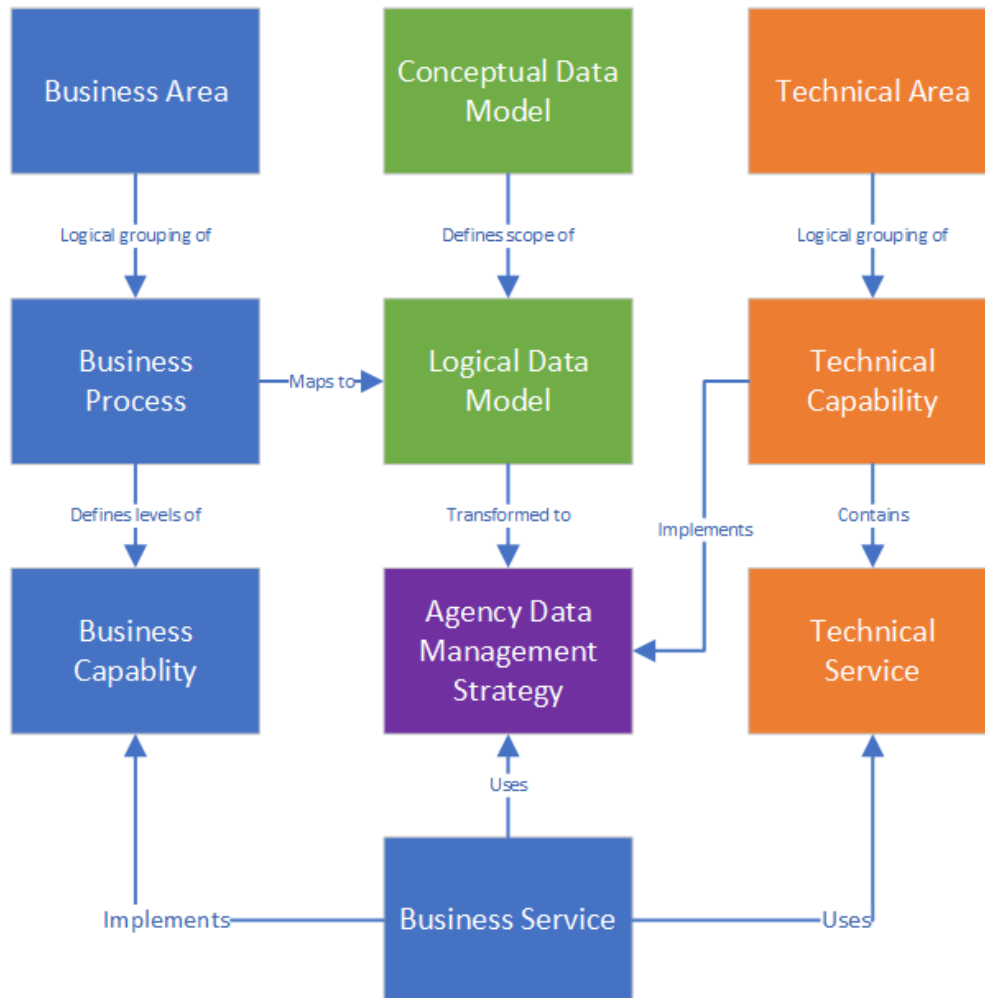 Business Area
Conceptual Data
Model
Technical Area
Logical grouping of
Defines scope of
Logical grouping of
Business
Process
Maps to
Logical Data
Model
Technical
Capability
Defines levels of
Transformed to
Implements
Contains
Business
Capablity
Agency Data
Management
Strategy
Technical
Service
Uses
Implements
Business Service
Uses